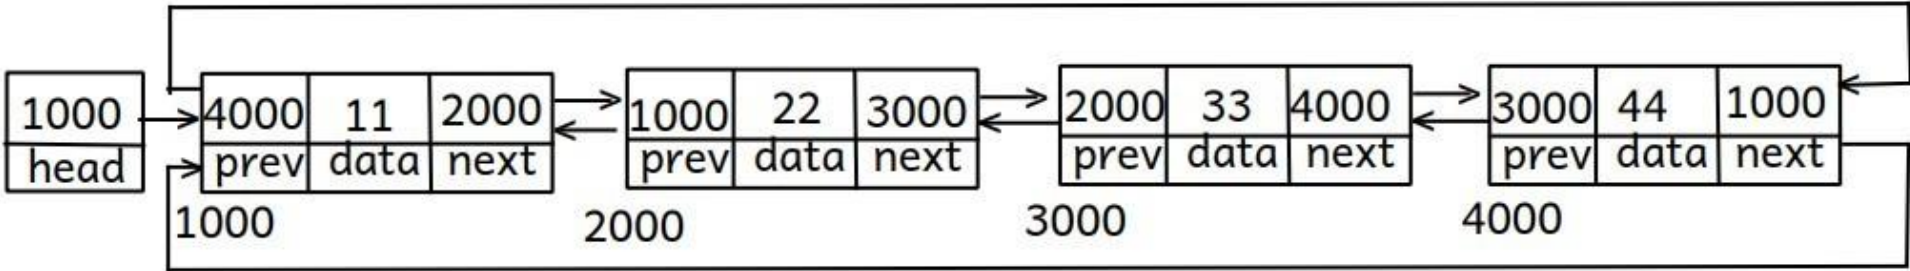 1000 4000 11 2000 1000 22 3000 2000 33 4000 3000 44 1000
head prev data next prev data next prev data next prev data next
1000 2000 3000 4000